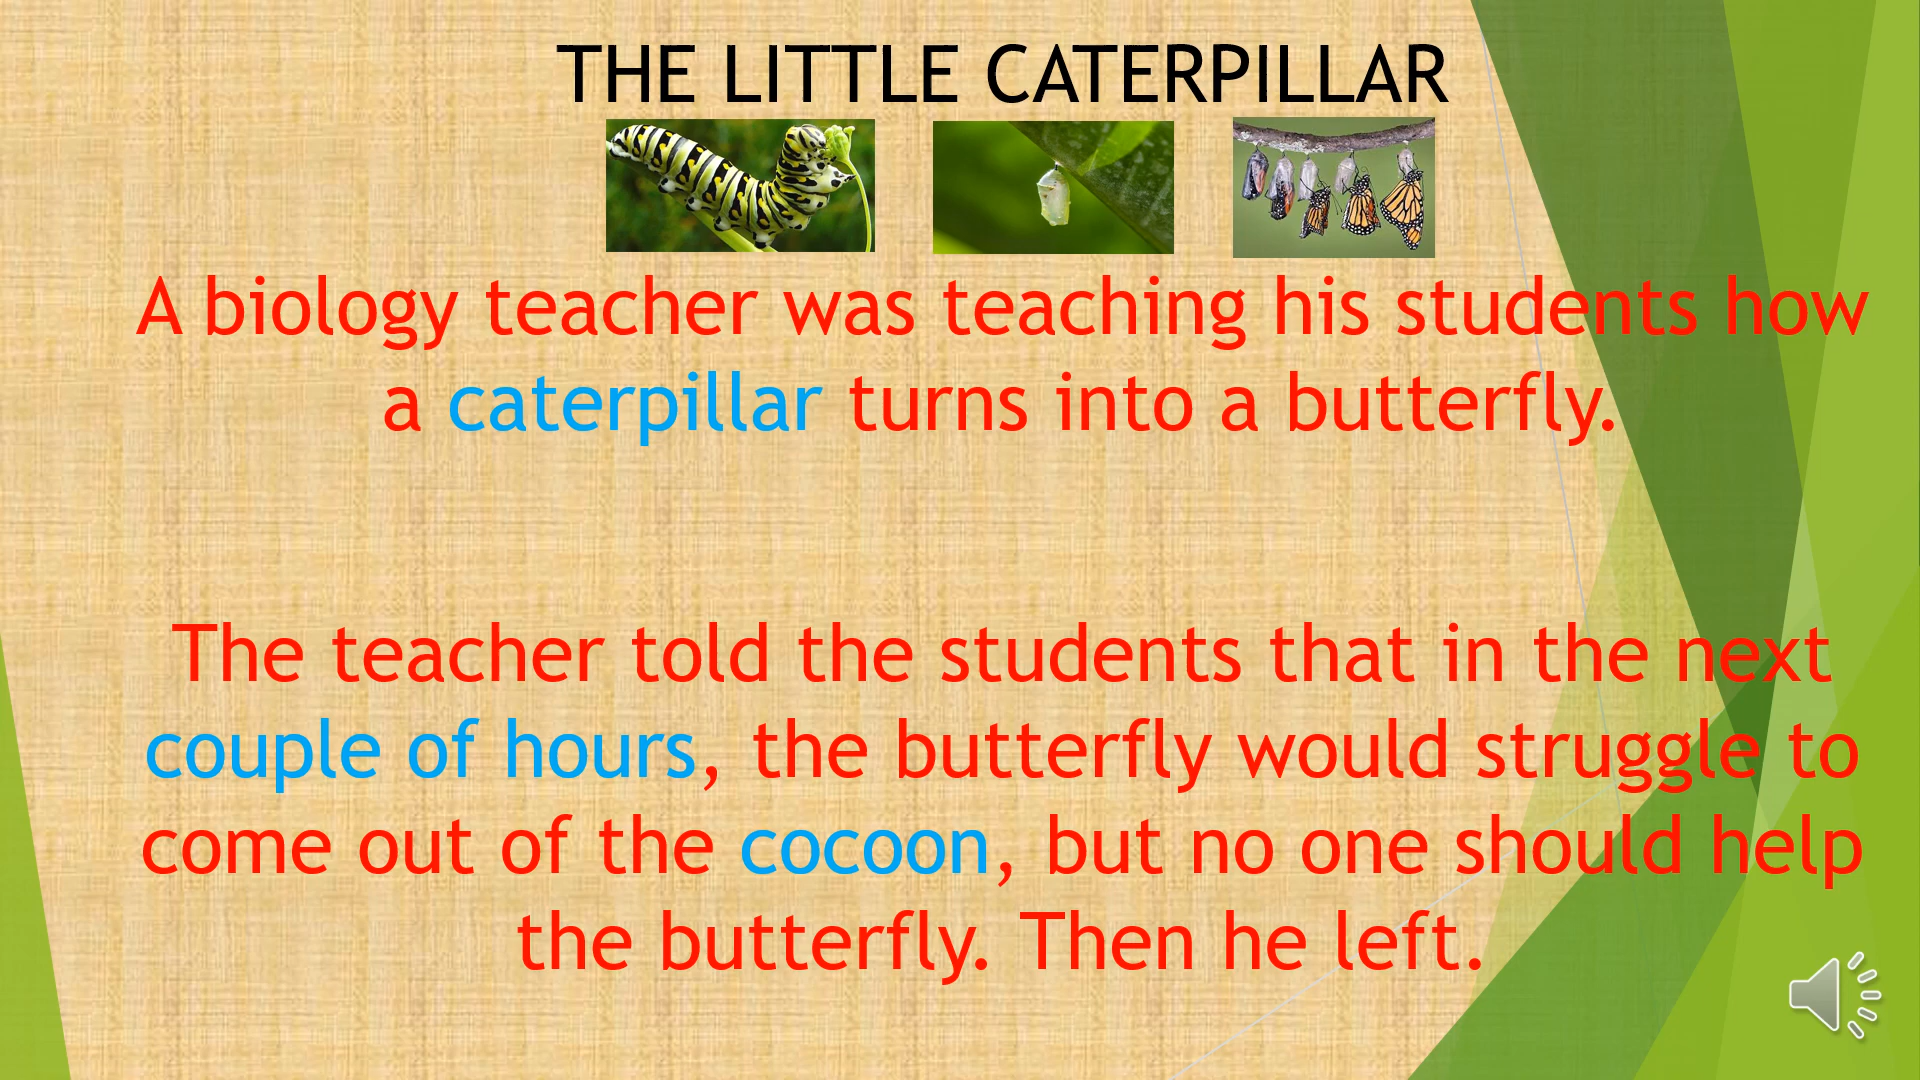 THE LITTLE CATERPILLAR
A biology teacher was teaching his students how
a caterpillar turns into a butterfly.
The teacher told the students that in the next
couple of hours, the butterfly would struggle to
come out of the cocoon, but no one should help
the butterfly. Then he left.